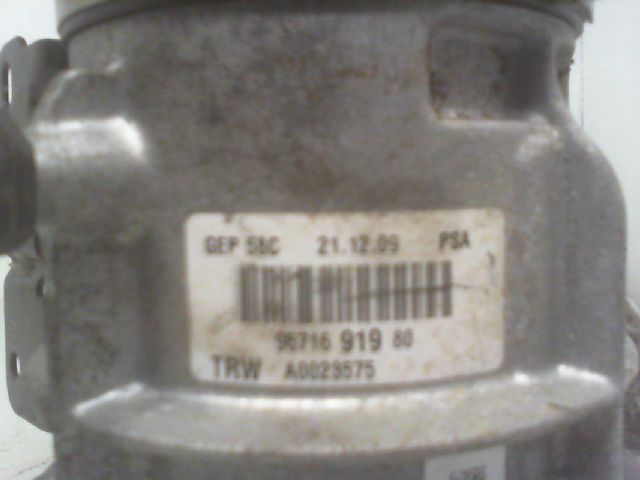 GEP 5BC 21.12.09 PSA
96716 919 80
TRW A0023575